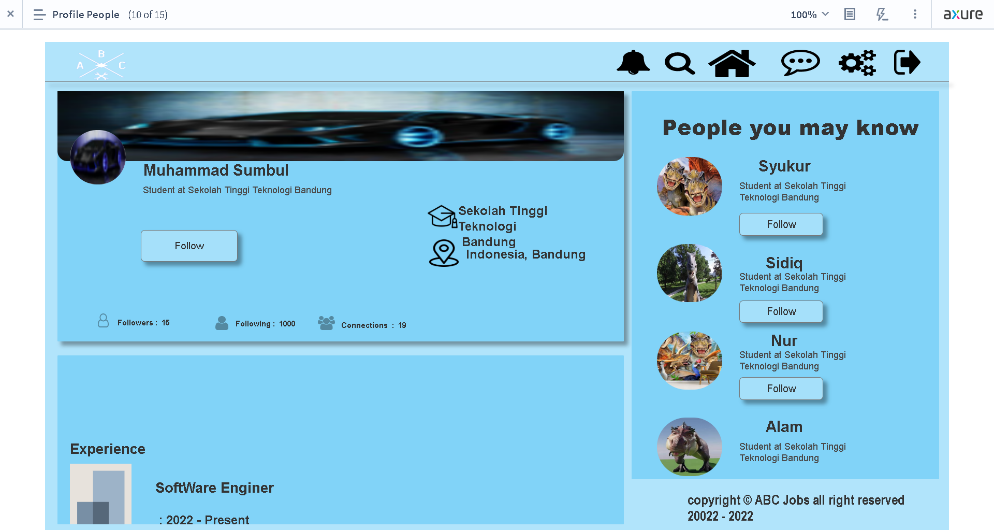 Profile People (10 of 15)
100%
axure
A B C
Muhammad Sumbul
Student at Sekolah Tinggi Teknologi Bandung
Follow
Sekolah TInggi
Teknologi
Bandung
Indonesia, Bandung
Followers : 15
Following : 1000
Connections : 19
Experience
SoftWare Enginer
: 2022 - Present
People you may know
Syukur
Student at Sekolah Tinggi
Teknologi Bandung
Follow
Sidiq
Student at Sekolah Tinggi
Teknologi Bandung
Follow
Nur
Student at Sekolah Tinggi
Teknologi Bandung
Follow
Alam
Student at Sekolah Tinggi
Teknologi Bandung
copyright © ABC Jobs all right reserved
20022 - 2022